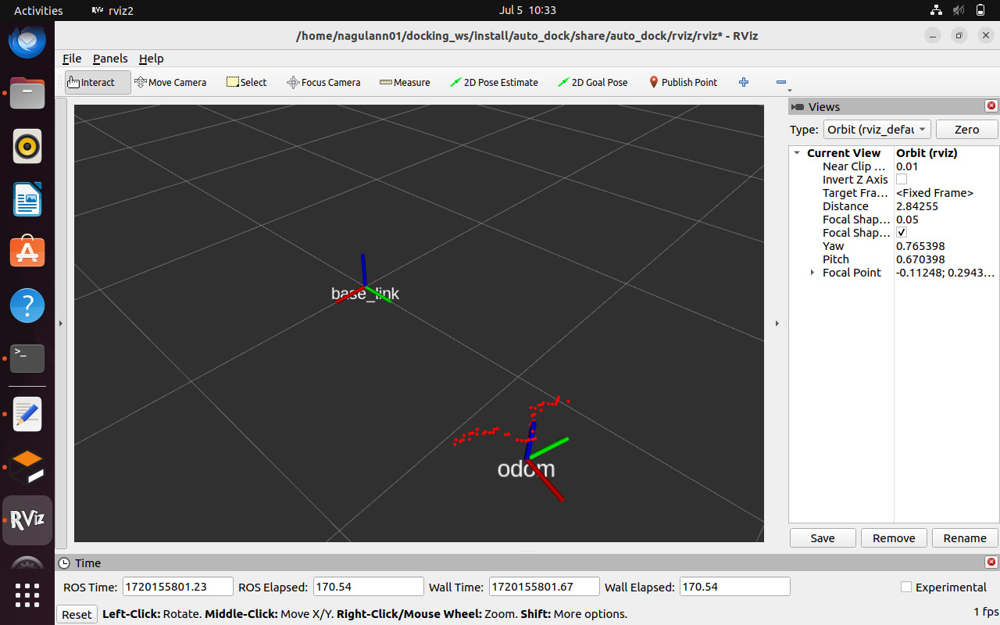 Activities RViz rviz2 Jul 5 10:33
/home/nagulann01/docking_ws/install/auto_dock/share/auto_dock/rviz/rviz* - RViz
File Panels Help
Interact Move Camera Select Focus Camera Measure 2D Pose Estimate 2D Goal Pose Publish Point
Views
Type: Orbit (rviz_defau Zero
Current View Orbit (rviz)
Near Clip ... 0.01
Invert Z Axis
Target Fra... <Fixed Frame>
Distance 2.84255
Focal Shap... 0.05
Focal Shap... ✓
Yaw 0.765398
Pitch 0.670398
Focal Point -0.11248; 0.2943...
base_link
odom
>_
RViz
Save Remove Rename
Time
ROS Time: 1720155801.23 ROS Elapsed: 170.54 Wall Time: 1720155801.67 Wall Elapsed: 170.54 Experimental
Reset Left-Click: Rotate. Middle-Click: Move X/Y. Right-Click/Mouse Wheel: Zoom. Shift: More options. 1 fps